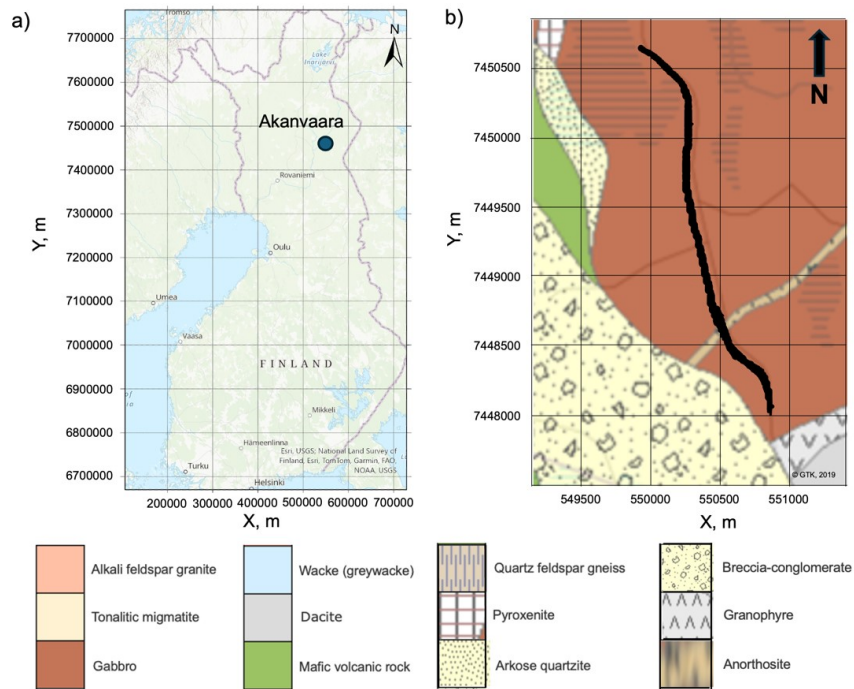 a)
7700000
7600000
7500000
7400000
7300000
7200000
7100000
7000000
6900000
6800000
6700000
Y, m
Tromso
Lake
Inarijarvi
N
Akanvaara
Rovaniemi
Oulu
Umea
Vaasa
FINLAND
Mikkeli
Hämeenlinna
Esri, USGS; National Land Survey of
Finland, Esri, TomTom, Garmin, FAO,
NOAA, USGS
Turku
Helsinki
200000 300000 400000 500000 600000 700000
X, m
b)
7450500
7450000
7449500
7449000
7448500
7448000
Y, m
N
© GTK, 2019
549500 550000 550500 551000
X, m
Alkali feldspar granite
Tonalitic migmatite
Gabbro
Wacke (greywacke)
Dacite
Mafic volcanic rock
Quartz feldspar gneiss
Pyroxenite
Arkose quartzite
Breccia-conglomerate
Granophyre
Anorthosite